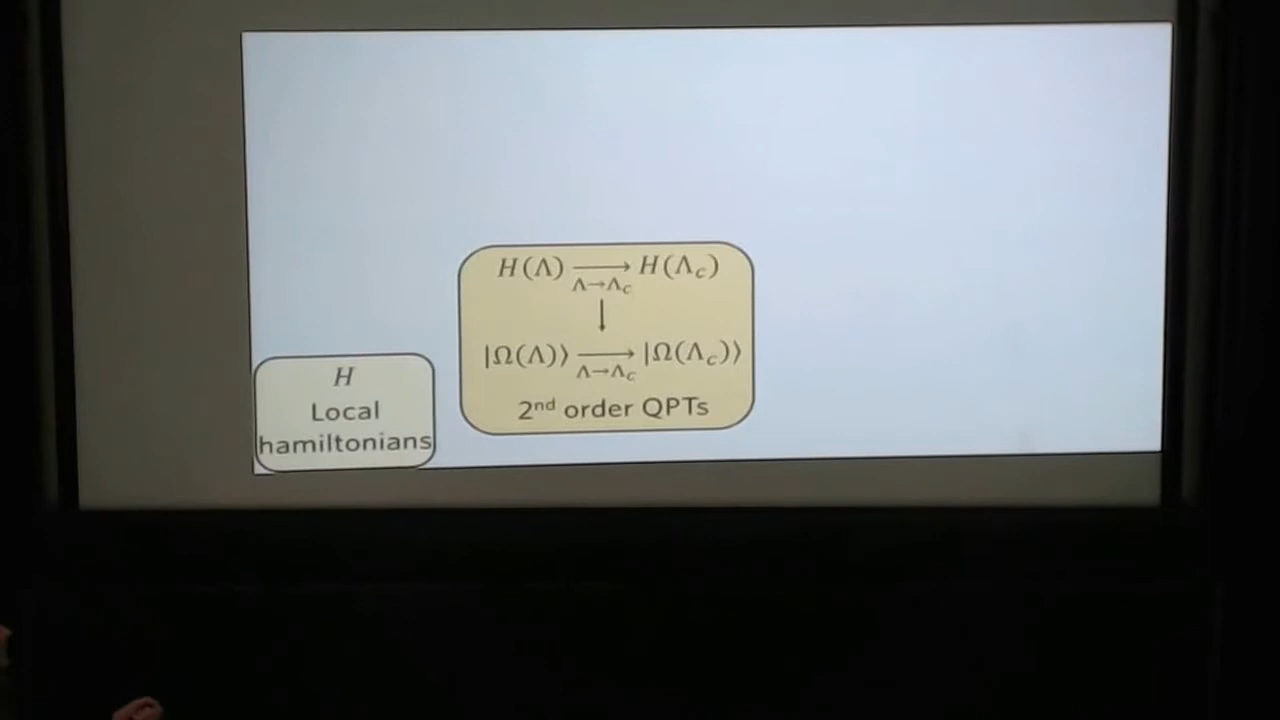 H
Local
hamiltonians
H(Λ) ⟶ H(Λ_c)
Λ→Λ_c
↓
|Ω(Λ)⟩ ⟶ |Ω(Λ_c)⟩
Λ→Λ_c
2nd order QPTs